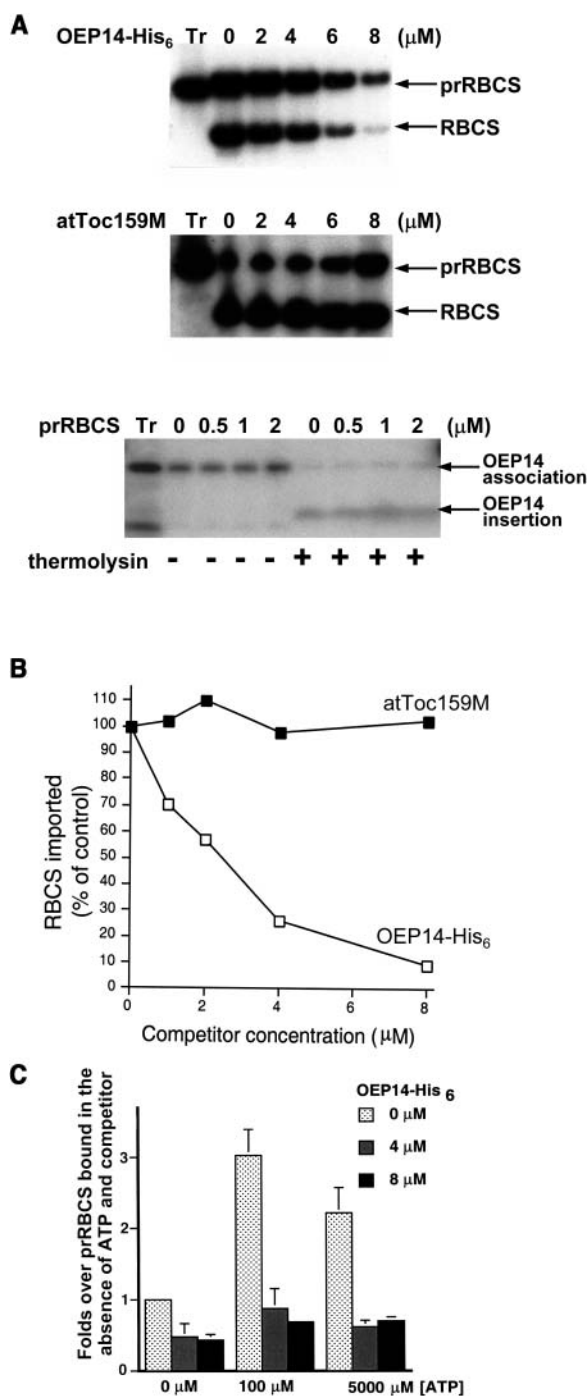 A
OEP14-His6 Tr 0 2 4 6 8 (µM)
prRBCS
RBCS
atToc159M Tr 0 2 4 6 8 (µM)
prRBCS
RBCS
prRBCS Tr 0 0.5 1 2 0 0.5 1 2 (µM)
OEP14 association
OEP14 insertion
thermolysin - - - - + + + +
B
RBCS imported
(% of control)
110
100
90
80
70
60
50
40
30
20
10
0
atToc159M
OEP14-His6
0 2 4 6 8
Competitor concentration (µM)
C
Folds over prRBCS bound in the
absence of ATP and competitor
3
2
1
0
OEP14-His 6
0 µM
4 µM
8 µM
0 µM 100 µM 5000 µM [ATP]